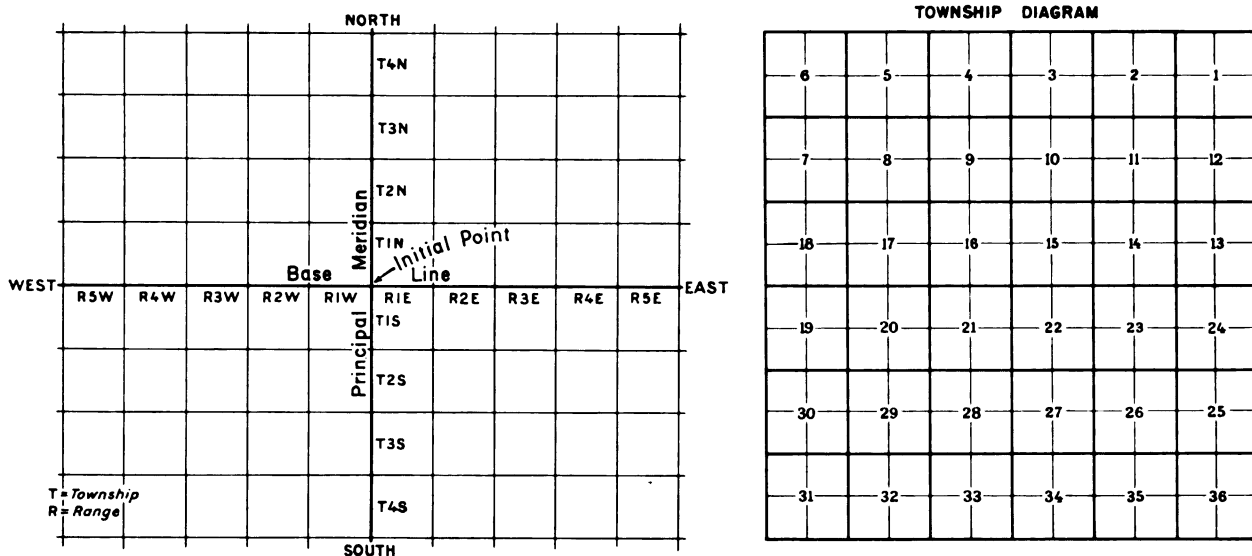 NORTH
T4N
T3N
T2N
T1N
Meridian
Initial Point
Base Line
WEST
R5W R4W R3W R2W R1W R1E R2E R3E R4E R5E
EAST
T1S
Principal
T2S
T3S
T4S
T = Township
R = Range
SOUTH
TOWNSHIP DIAGRAM
6 5 4 3 2 1
7 8 9 10 11 12
18 17 16 15 14 13
19 20 21 22 23 24
30 29 28 27 26 25
31 32 33 34 35 36